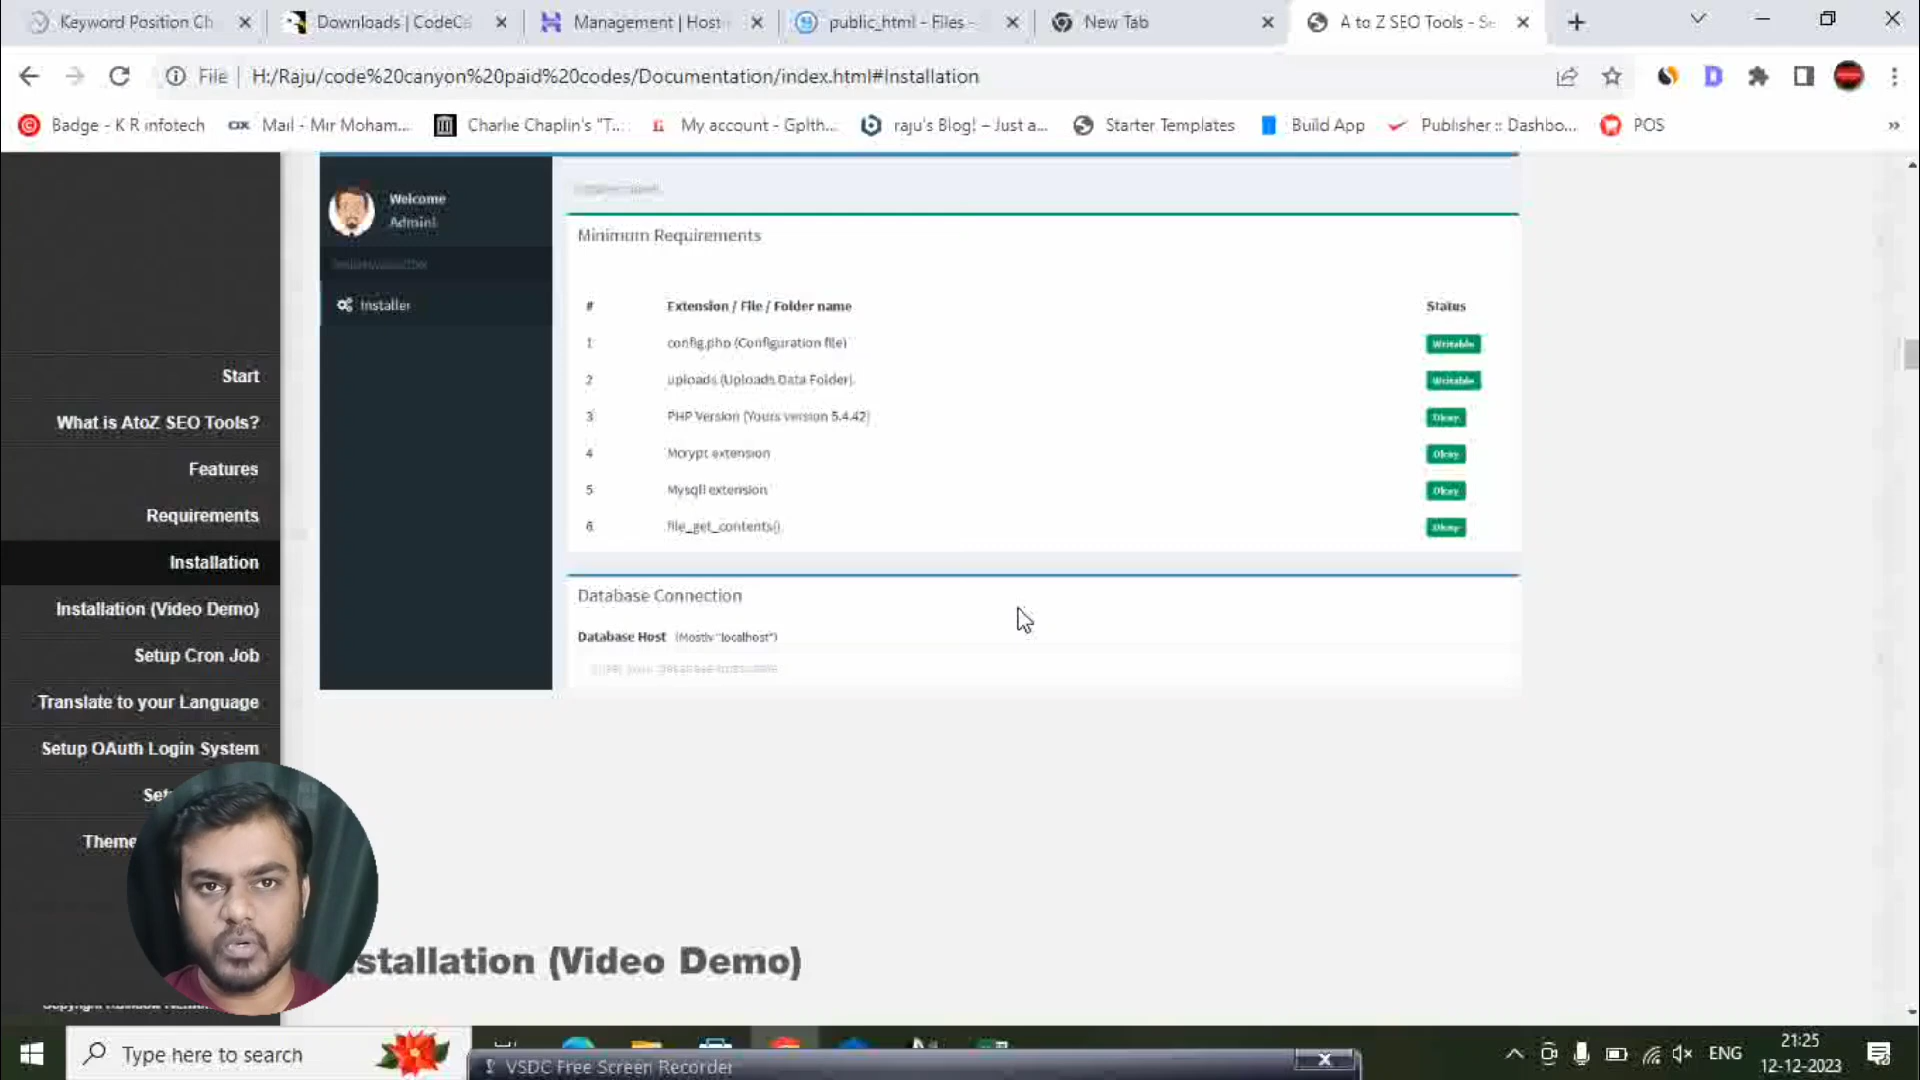 Keyword Position Ch
Downloads | CodeCa
Management | Host
public_html - Files -
New Tab
A to Z SEO Tools - Se
File
H:/Raju/code%20canyon%20paid%20codes/Documentation/index.html#Installation
Badge - K R infotech
Mail - Mir Moham...
Charlie Chaplin's "T...
My account - Gplth...
raju's Blog! – Just a...
Starter Templates
Build App
Publisher :: Dashbo...
POS
»
Start
What is AtoZ SEO Tools?
Features
Requirements
Installation
Installation (Video Demo)
Setup Cron Job
Translate to your Language
Setup OAuth Login System
Set
Theme
Welcome
Admin!
Installer
Minimum Requirements
# Extension / File / Folder name Status
1 config.php (Configuration file) Writable
2 uploads (Uploads Data Folder) Writable
3 PHP Version (Yours version 5.4.42) Okay
4 Mcrypt extension Okay
5 Mysqli extension Okay
6 file_get_contents() Okay
Database Connection
Database Host (Mostly "localhost")
stallation (Video Demo)
Type here to search
VSDC Free Screen Recorder
ENG
21:25
12-12-2023